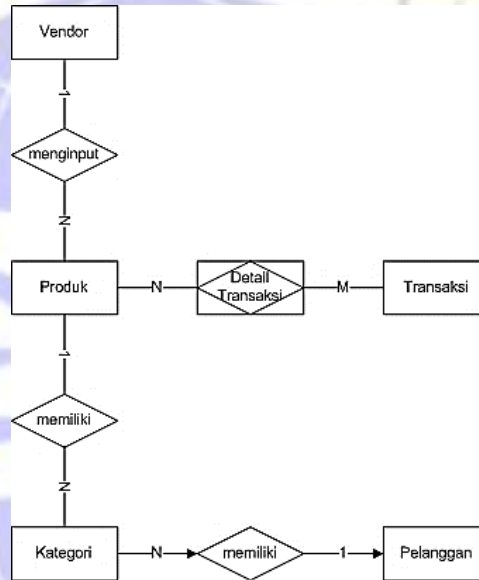 Vendor
1
menginput
N
Produk
N
Detail
Transaksi
M
Transaksi
1
memiliki
N
Kategori
N
memiliki
1
Pelanggan